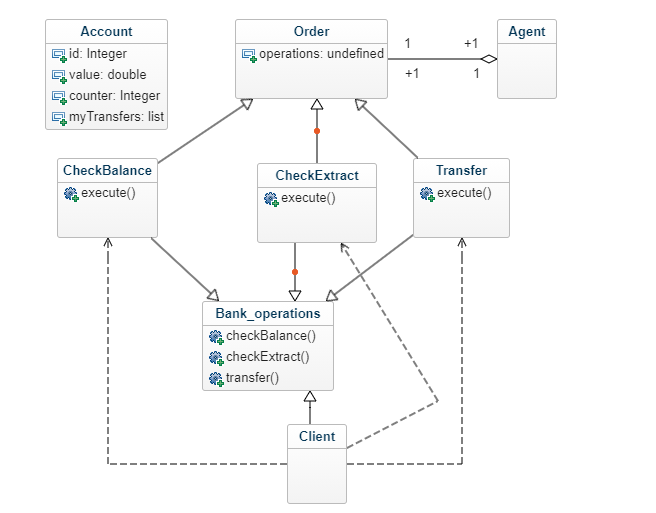 Account
id: Integer
value: double
counter: Integer
myTransfers: list
Order
operations: undefined
1
+1
+1
1
Agent
CheckBalance
execute()
CheckExtract
execute()
Transfer
execute()
Bank_operations
checkBalance()
checkExtract()
transfer()
Client